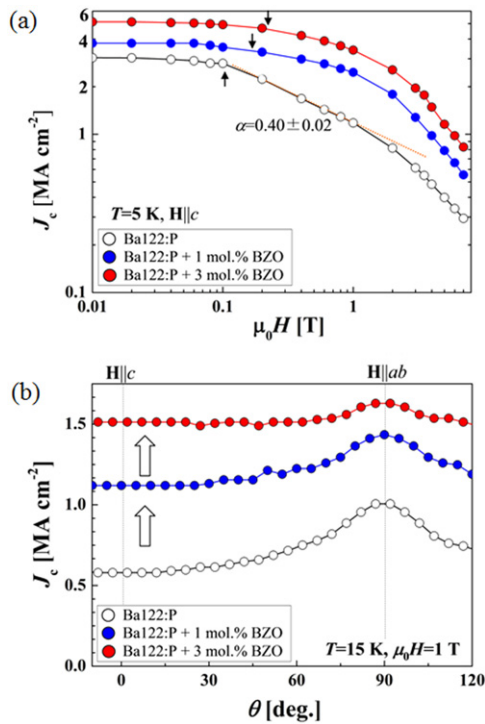 (a)
6
4
2
1
0.1
J_c [MA cm⁻²]
α=0.40±0.02
T=5 K, H||c
Ba122:P
Ba122:P + 1 mol.% BZO
Ba122:P + 3 mol.% BZO
0.01 0.1 1
μ₀H [T]
(b)
H||c H||ab
1.5
1.0
0.5
0.0
J_c [MA cm⁻²]
Ba122:P
Ba122:P + 1 mol.% BZO
Ba122:P + 3 mol.% BZO
T=15 K, μ₀H=1 T
0 30 60 90 120
θ [deg.]